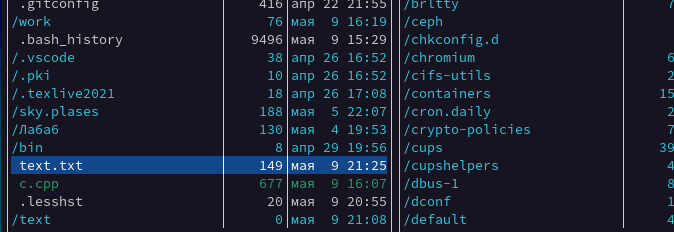 .gitconfig 416 апр 22 21:55 /brltty 7
/work 76 мая 9 16:19 /ceph
.bash_history 9496 мая 9 15:29 /chkconfig.d
/.vscode 38 апр 26 16:52 /chromium 6
/.pki 10 апр 26 16:52 /cifs-utils 2
/.texlive2021 18 апр 26 17:08 /containers 15
/sky.plases 188 мая 5 22:07 /cron.daily 2
/Лабаб 130 мая 4 19:53 /crypto-policies 7
/bin 8 апр 29 19:56 /cups 39
text.txt 149 мая 9 21:25 /cupshelpers 4
c.cpp 677 мая 9 16:07 /dbus-1 8
.lesshst 20 мая 9 20:55 /dconf 1
/text 0 мая 9 21:08 /default 4